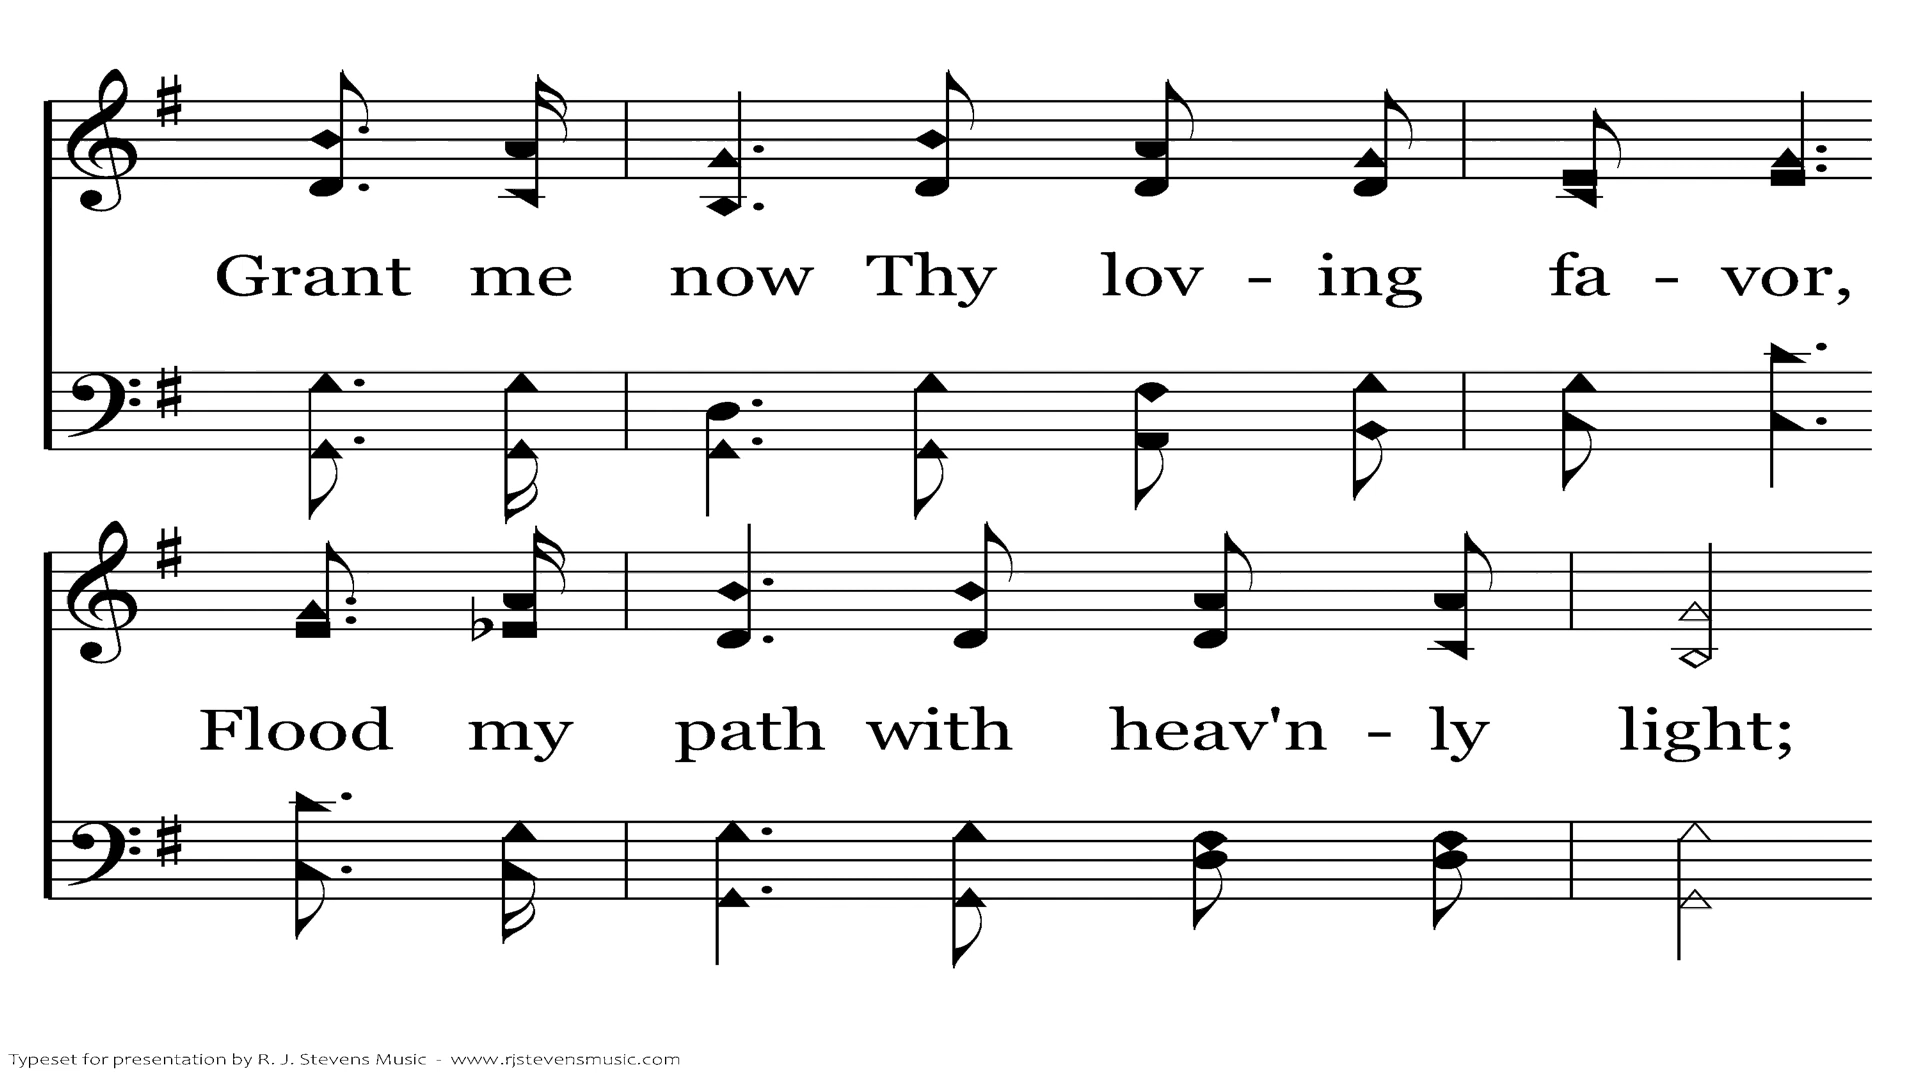 Grant me now Thy lov - ing fa - vor,
Flood my path with heav'n - ly light;
Typeset for presentation by R. J. Stevens Music - www.rjstevensmusic.com